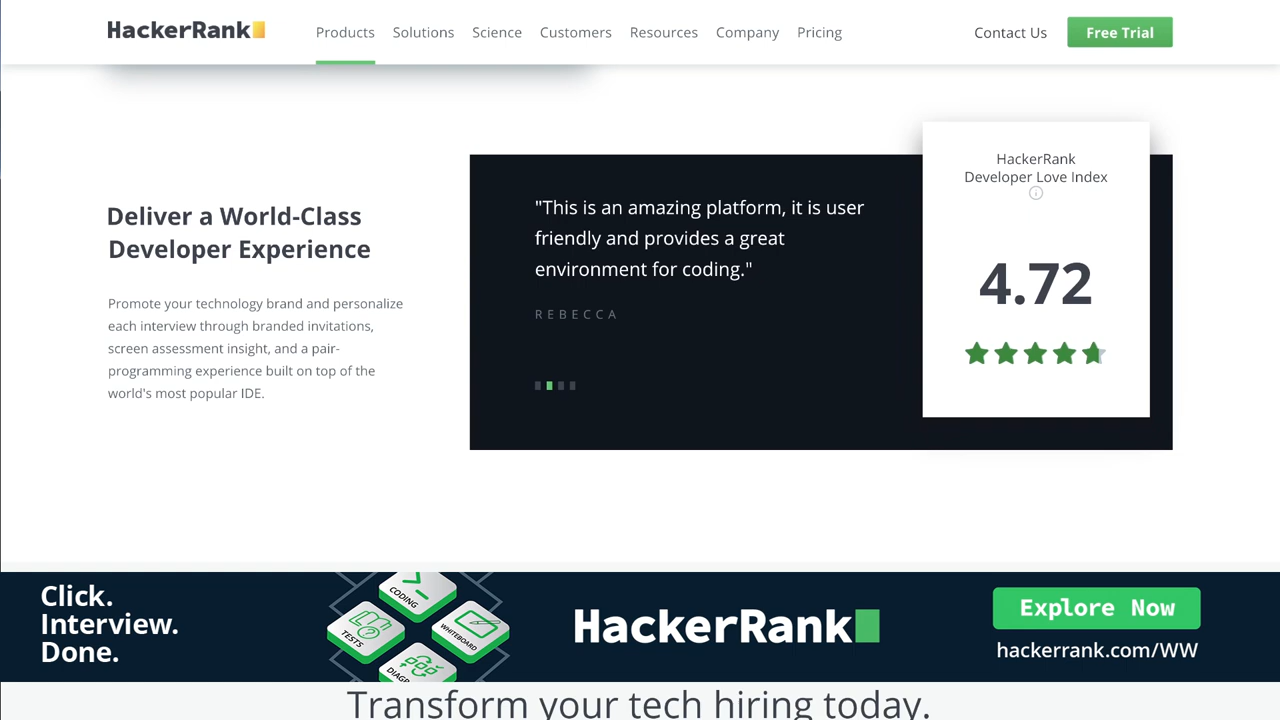 HackerRank
Products Solutions Science Customers Resources Company Pricing
Contact Us Free Trial
Deliver a World-Class
Developer Experience
Promote your technology brand and personalize
each interview through branded invitations,
screen assessment insight, and a pair-
programming experience built on top of the
world's most popular IDE.
"This is an amazing platform, it is user
friendly and provides a great
environment for coding."
REBECCA
HackerRank
Developer Love Index
4.72
Click.
Interview.
Done.
CODING
TESTS
WHITEBOARD
DIAGR
HackerRank
Explore Now
hackerrank.com/WW
Transform your tech hiring today.